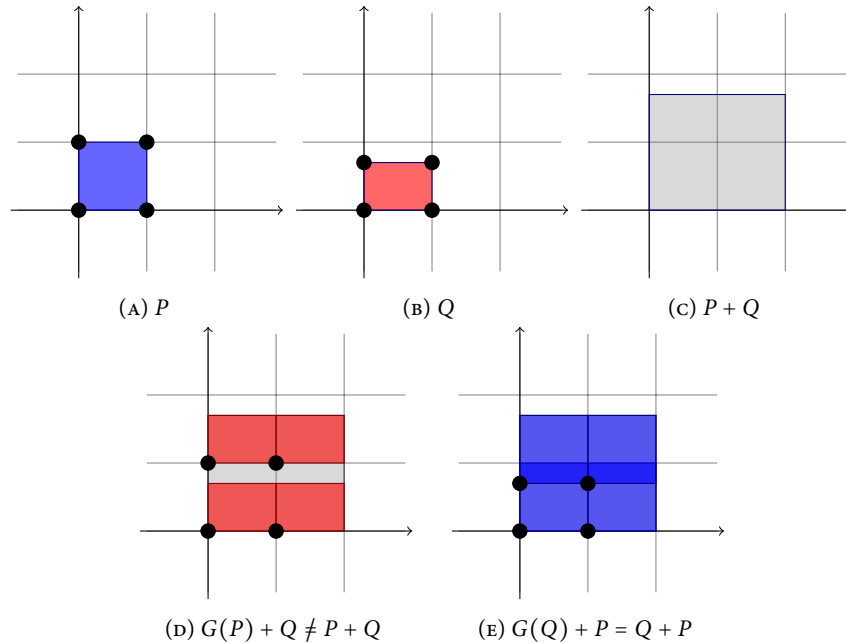 (A) P
(B) Q
(C) P + Q
(D) G(P) + Q ≠ P + Q
(E) G(Q) + P = Q + P